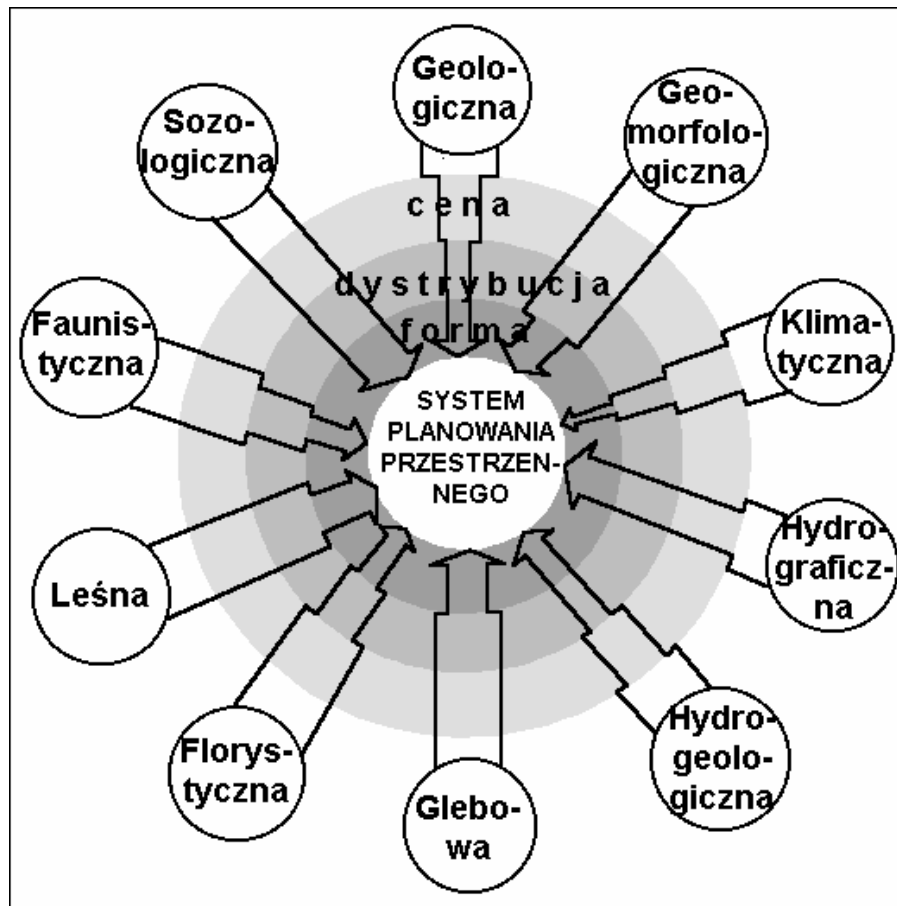 Geolo-
giczna
Geo-
morfolo-
giczna
Klima-
tyczna
Hydro-
graficz-
na
Hydro-
geolo-
giczna
Glebo-
wa
Florys-
tyczna
Leśna
Faunis-
tyczna
Sozo-
logiczna
cena
dystrybucja
forma
SYSTEM
PLANOWANIA
PRZESTRZEN-
NEGO